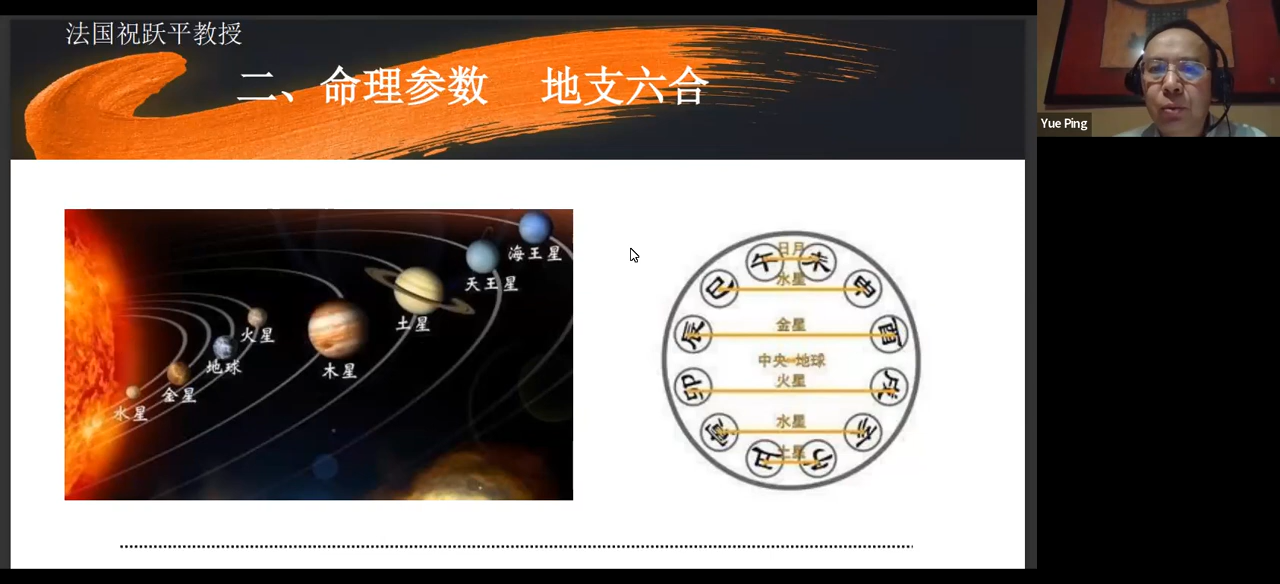 法国祝跃平教授
二、命理参数 地支六合
Yue Ping
海王星
天王星
土星
火星
地球
木星
金星
水星
日月
午 未
水星
巳 申
金星
辰 酉
中央 地球
火星
卯 戌
水星
寅 亥
土星
丑 子